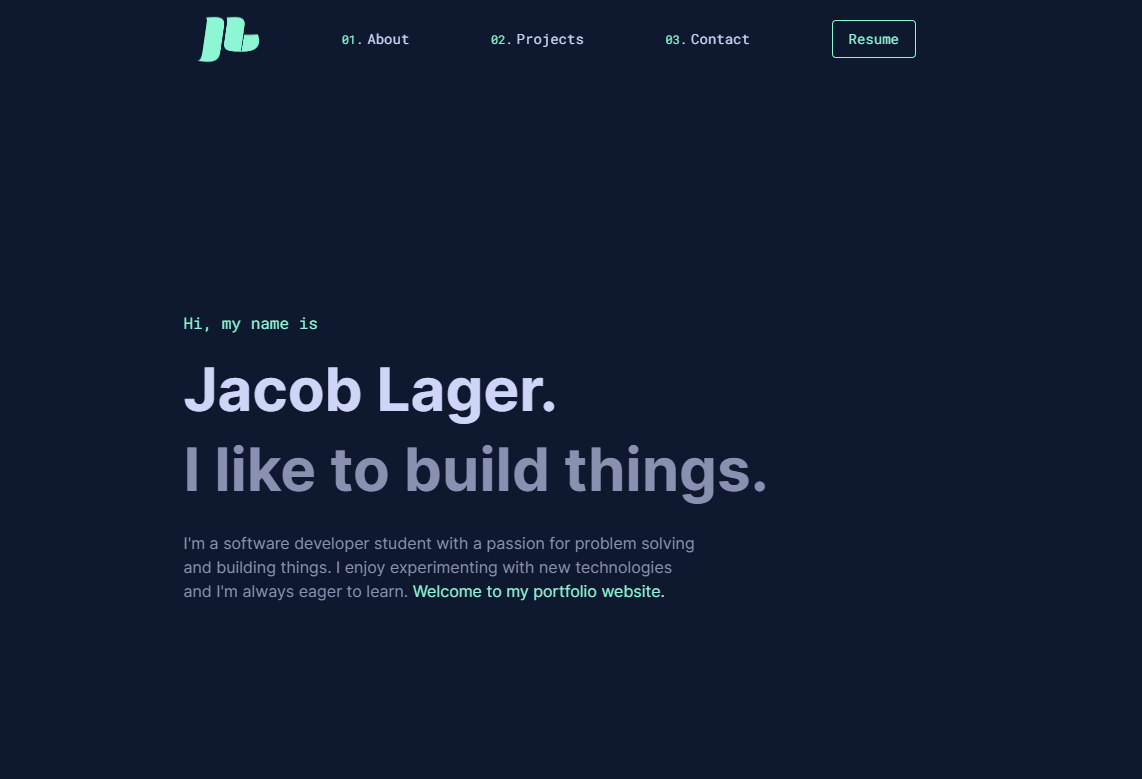 JL
01. About
02. Projects
03. Contact
Resume
Hi, my name is
Jacob Lager.
I like to build things.
I'm a software developer student with a passion for problem solving
and building things. I enjoy experimenting with new technologies
and I'm always eager to learn. Welcome to my portfolio website.